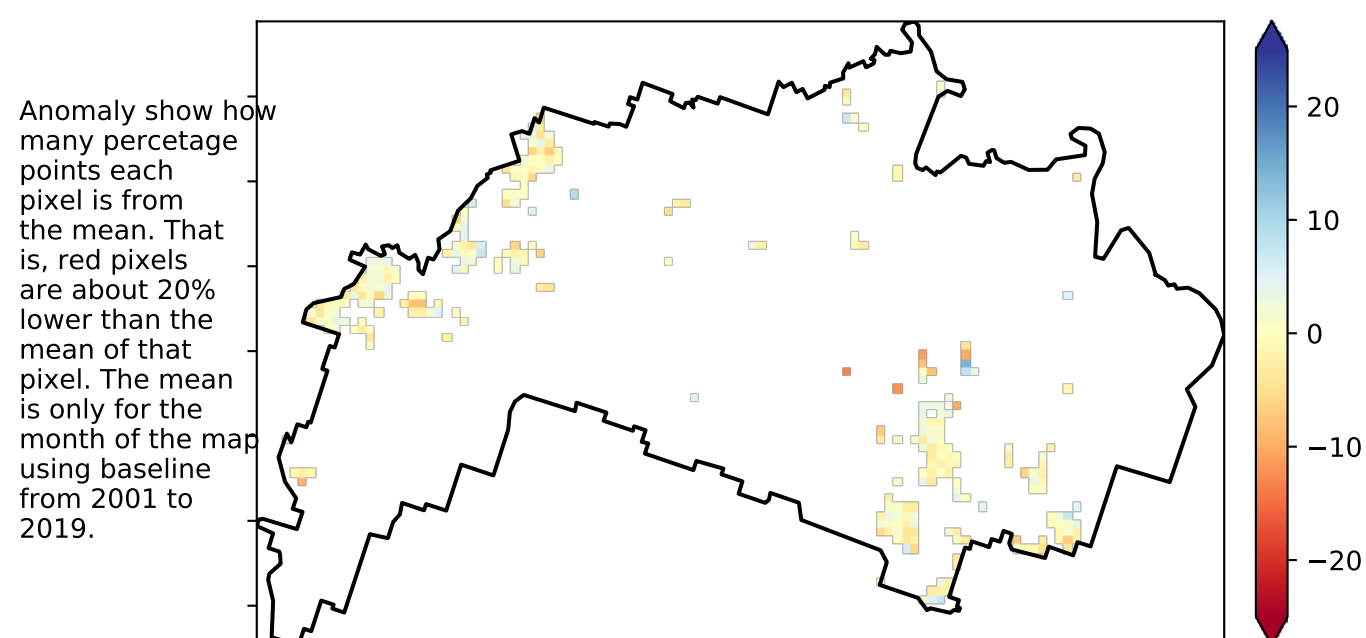 Anomaly show how
many percetage
points each
pixel is from
the mean. That
is, red pixels
are about 20%
lower than the
mean of that
pixel. The mean
is only for the
month of the map
using baseline
from 2001 to
2019.
20
10
0
−10
−20